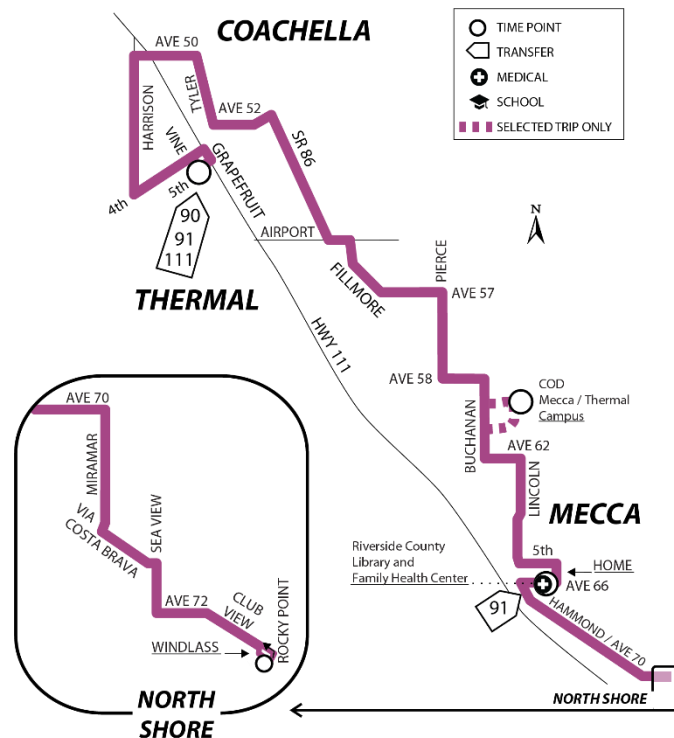 COACHELLA
TIME POINT
TRANSFER
MEDICAL
SCHOOL
SELECTED TRIP ONLY
AVE 50
HARRISON
TYLER
AVE 52
VINE
GRAPEFRUIT
SR 86
4th
5th
90
91
111
THERMAL
AIRPORT
N
FILLMORE
PIERCE
AVE 57
HWY 111
AVE 58
COD
Mecca / Thermal
Campus
BUCHANAN
AVE 62
LINCOLN
MECCA
5th
HOME
Riverside County
Library and
Family Health Center
AVE 66
91
HAMMOND / AVE 70
NORTH SHORE
AVE 70
MIRAMAR
VIA
COSTA BRAVA
SEA VIEW
AVE 72
CLUB
VIEW
ROCKY POINT
WINDLASS
NORTH
SHORE